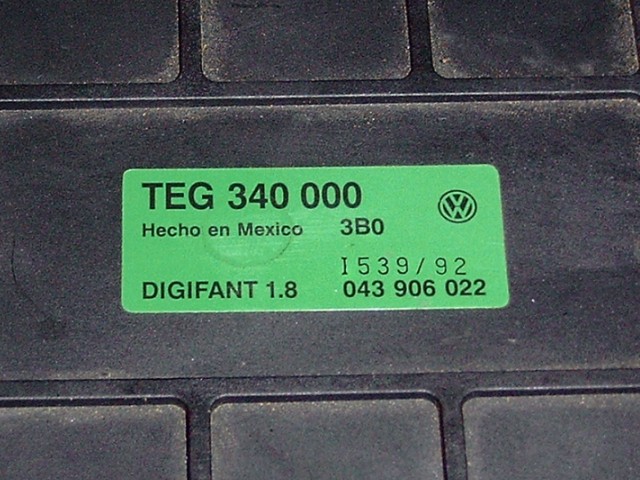 TEG 340 000
Hecho en Mexico 3B0
I539/92
DIGIFANT 1.8 043 906 022